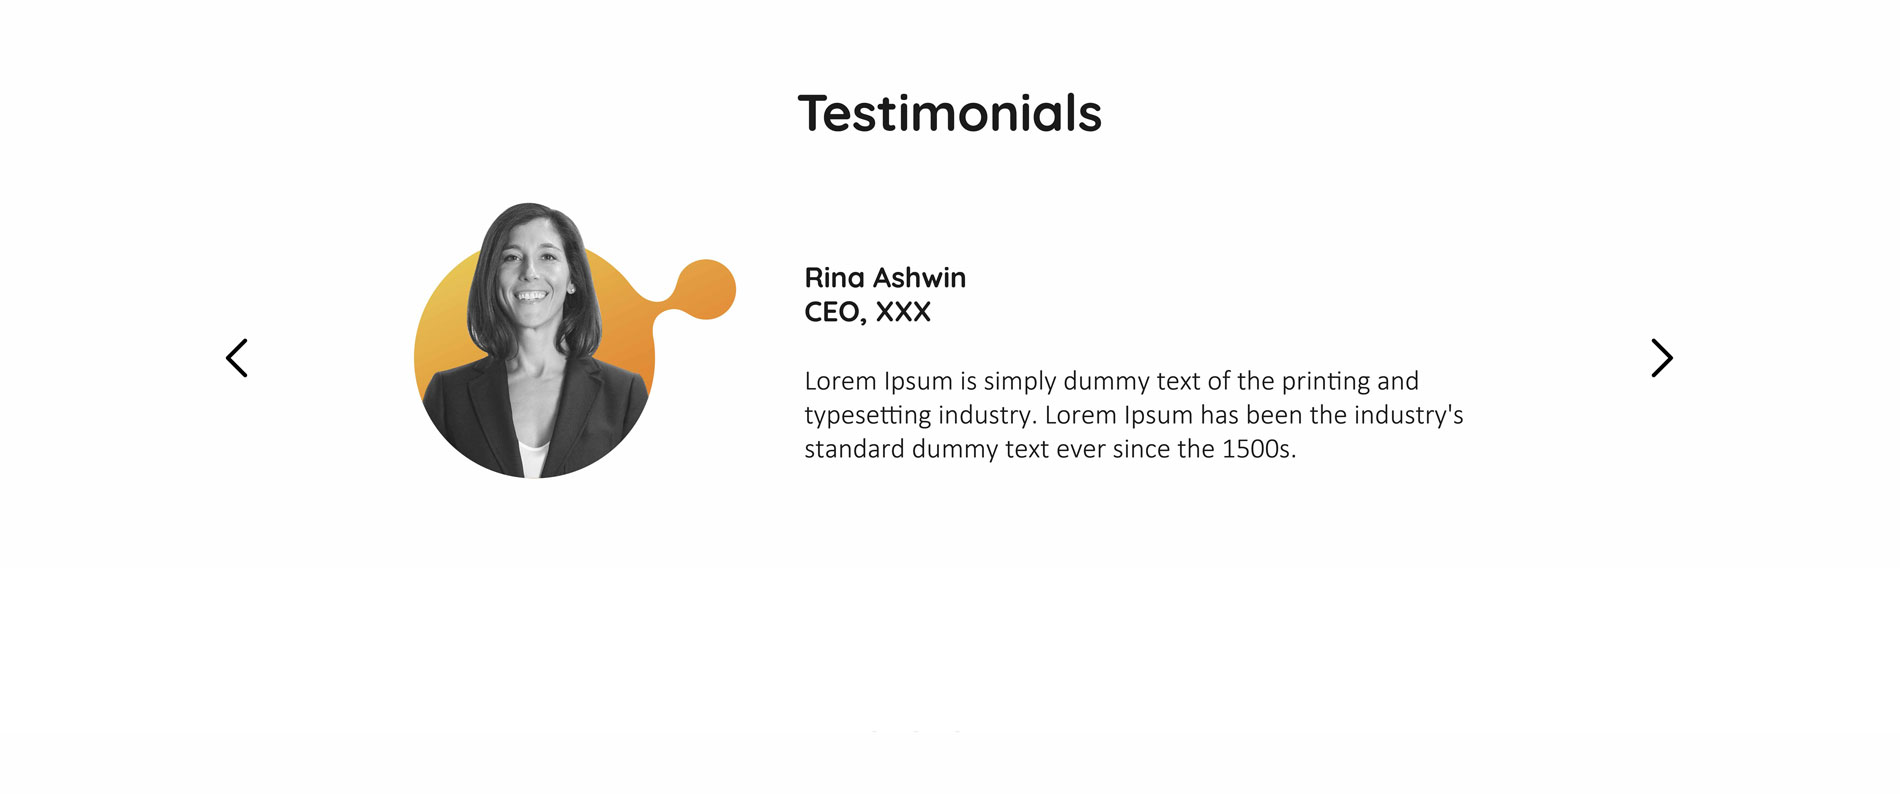 Testimonials
Rina Ashwin
CEO, XXX
Lorem Ipsum is simply dummy text of the printing and
typesetting industry. Lorem Ipsum has been the industry's
standard dummy text ever since the 1500s.